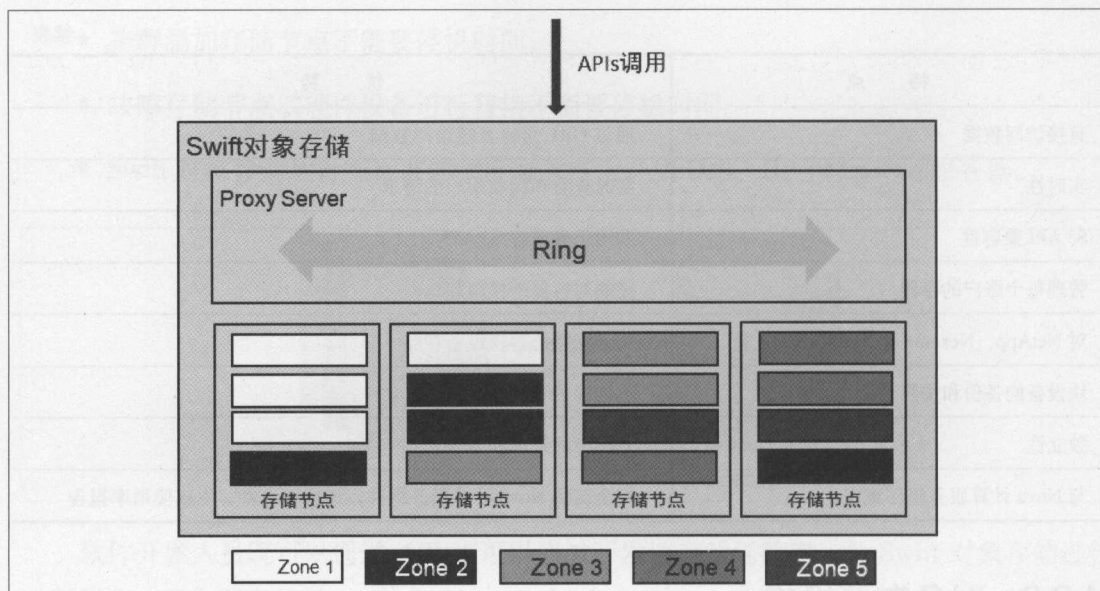 APIs调用
Swift对象存储
Proxy Server
Ring
存储节点
存储节点
存储节点
存储节点
Zone 1
Zone 2
Zone 3
Zone 4
Zone 5